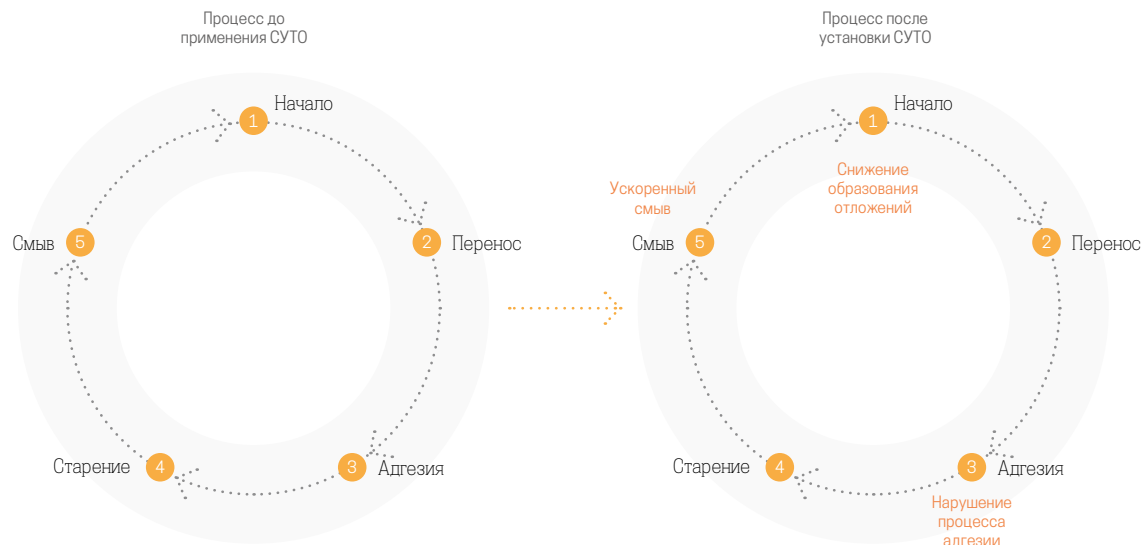 Процесс до
применения СУТО
1
Начало
2
Перенос
3
Адгезия
4
Старение
5
Смыв
Процесс после
установки СУТО
1
Начало
Снижение
образования
отложений
2
Перенос
3
Адгезия
Нарушение
процесса
адгезии
4
Старение
5
Смыв
Ускоренный
смыв